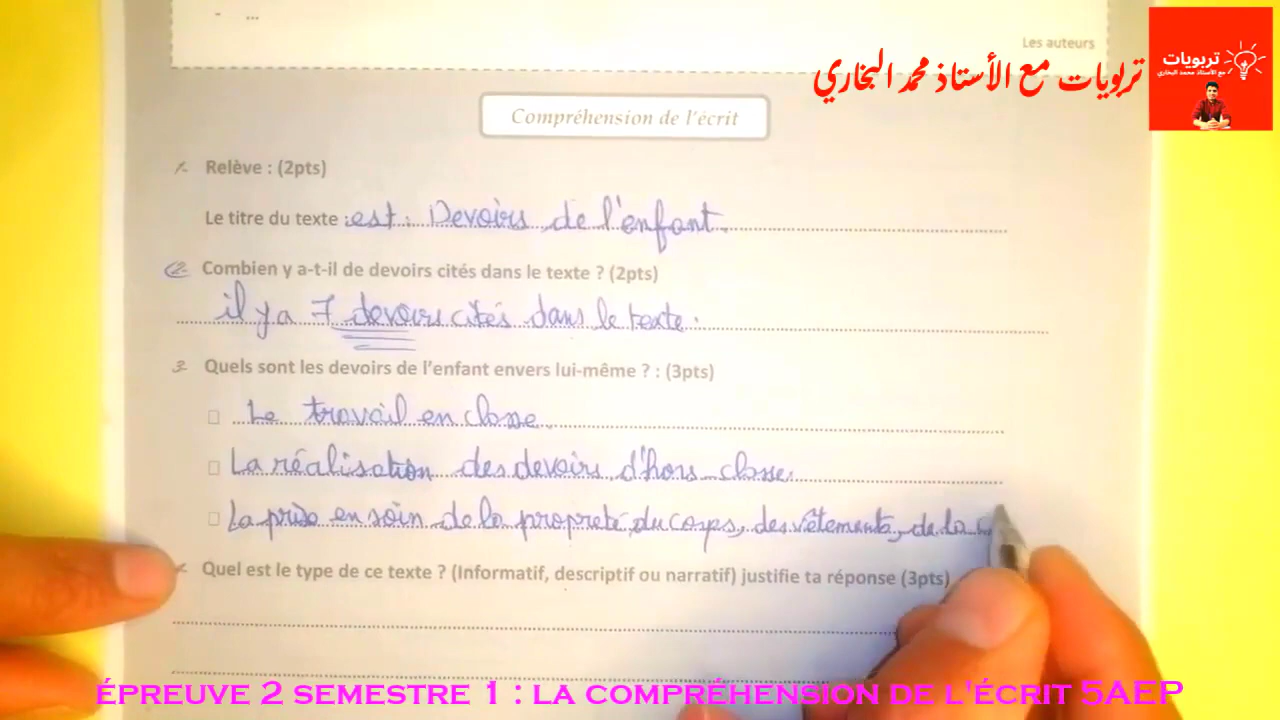 - ...
Les auteurs
تربويات مع الأستاذ محمد البخاري
تربويات
مع الأستاذ محمد البخاري
Compréhension de l'écrit
1- Relève : (2pts)
Le titre du texte : est : Devoirs de l'enfant.
2- Combien y a-t-il de devoirs cités dans le texte ? (2pts)
il y a 7 devoirs cités dans le texte.
3- Quels sont les devoirs de l'enfant envers lui-même ? : (3pts)
Le travail en classe.
La réalisation des devoirs d'hors classe.
La prise en soin de la propreté du corps, des vêtements, de la
Quel est le type de ce texte ? (Informatif, descriptif ou narratif) justifie ta réponse (3pts)
ÉPREUVE 2 SEMESTRE 1 : LA COMPRÉHENSION DE L'ÉCRIT 5AEP